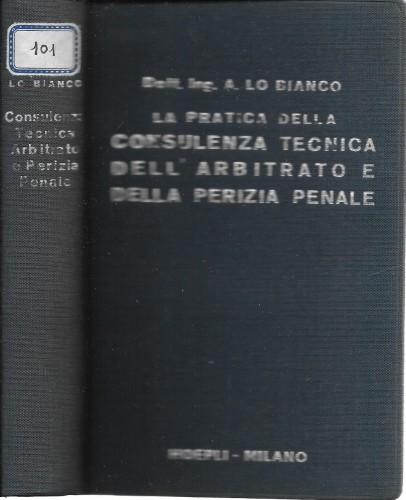 101
LO BIANCO
Consulenza
Tecnica
Arbitrato
e Perizia
Penale
Dott. Ing. A. LO BIANCO
LA PRATICA DELLA
CONSULENZA TECNICA
DELL'ARBITRATO E
DELLA PERIZIA PENALE
HOEPLI - MILANO